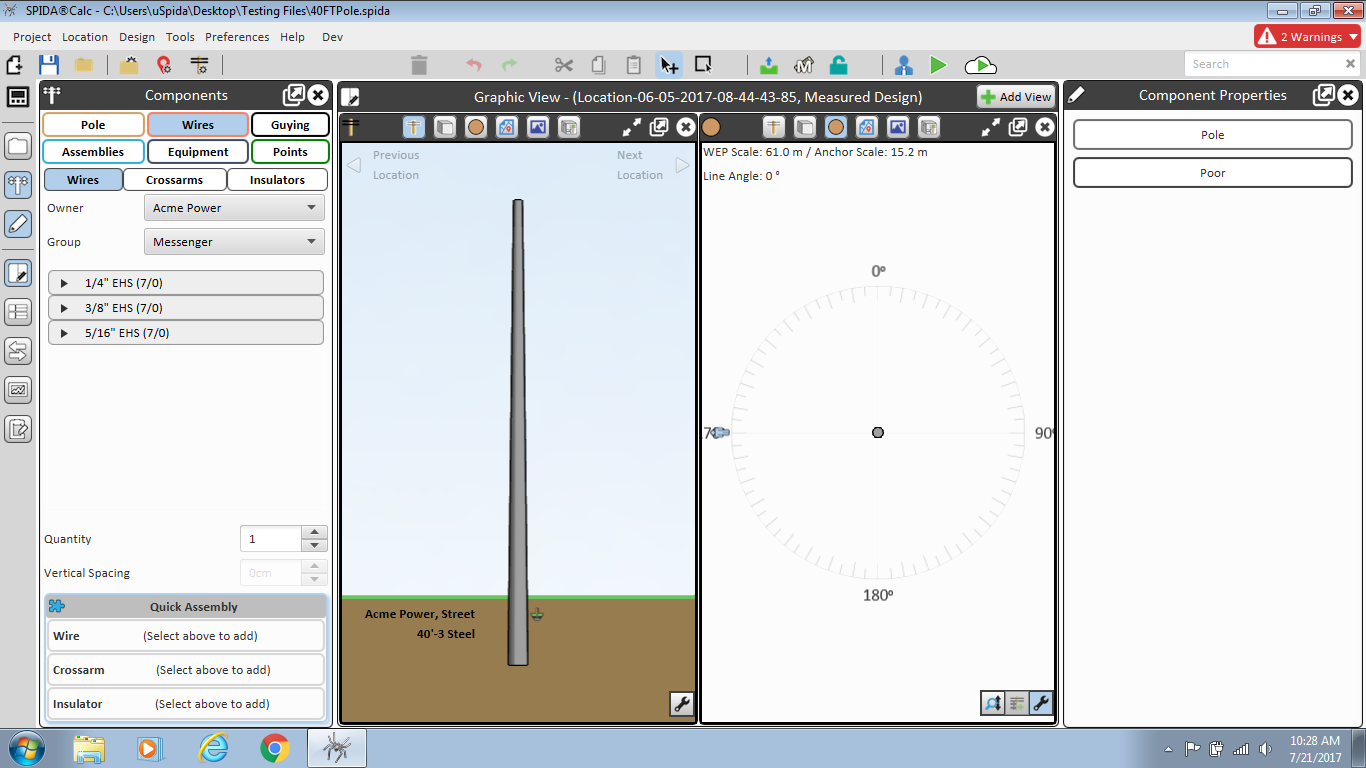 SPIDA®Calc - C:\Users\uSpida\Desktop\Testing Files\40FTPole.spida
Project Location Design Tools Preferences Help Dev
2 Warnings
Search
Components
Pole Wires Guying
Assemblies Equipment Points
Wires Crossarms Insulators
Owner Acme Power
Group Messenger
1/4" EHS (7/0)
3/8" EHS (7/0)
5/16" EHS (7/0)
Quantity 1
Vertical Spacing 0cm
Quick Assembly
Wire (Select above to add)
Crossarm (Select above to add)
Insulator (Select above to add)
Graphic View - (Location-06-05-2017-08-44-43-85, Measured Design)
Add View
Previous
Location
Next
Location
Acme Power, Street
40'-3 Steel
WEP Scale: 61.0 m / Anchor Scale: 15.2 m
Line Angle: 0 °
0º
90º
180º
Component Properties
Pole
Poor
10:28 AM
7/21/2017